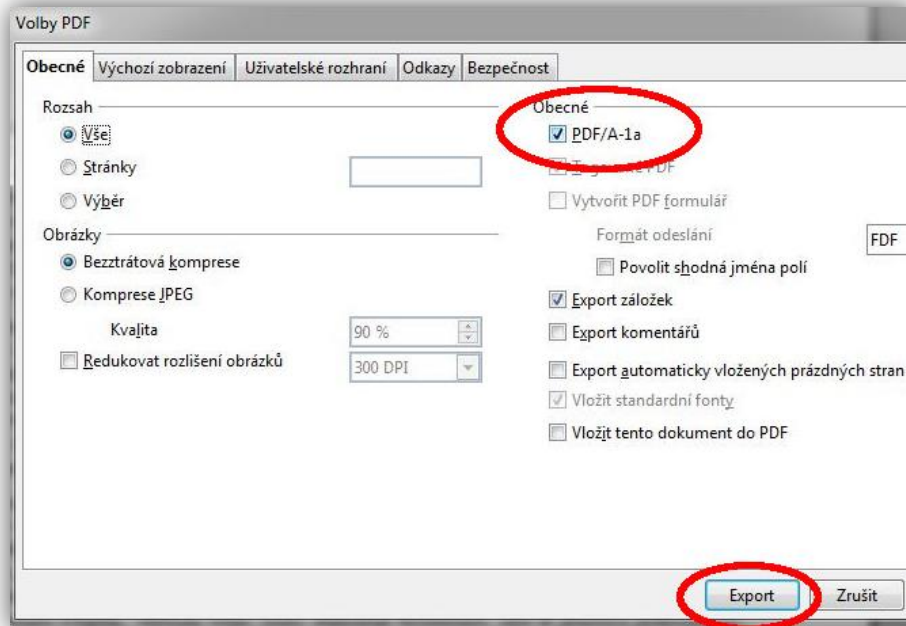 Volby PDF
Obecné Výchozí zobrazení Uživatelské rozhraní Odkazy Bezpečnost
Rozsah
Vše
Stránky
Výběr
Obrázky
Bezztrátová komprese
Komprese JPEG
Kvalita 90 %
Redukovat rozlišení obrázků 300 DPI
Obecné
PDF/A-1a
PDF
Vytvořit PDF formulář
Formát odeslání FDF
Povolit shodná jména polí
Export záložek
Export komentářů
Export automaticky vložených prázdných stran
Vložit standardní fonty
Vložit tento dokument do PDF
Export Zrušit